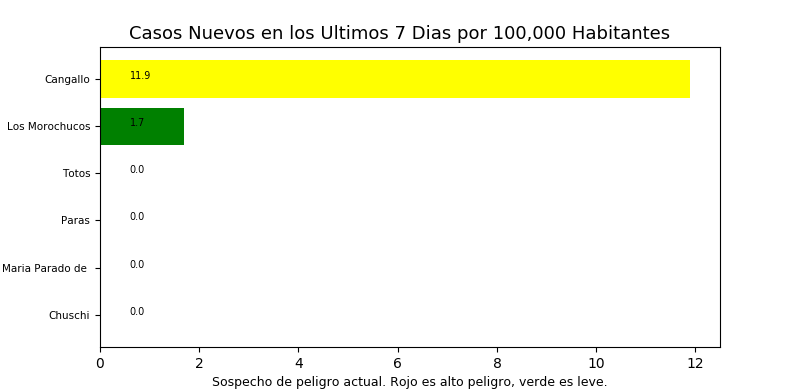 Casos Nuevos en los Ultimos 7 Dias por 100,000 Habitantes
Cangallo 11.9
Los Morochucos 1.7
Totos 0.0
Paras 0.0
Maria Parado de 0.0
Chuschi 0.0
0 2 4 6 8 10 12
Sospecho de peligro actual. Rojo es alto peligro, verde es leve.